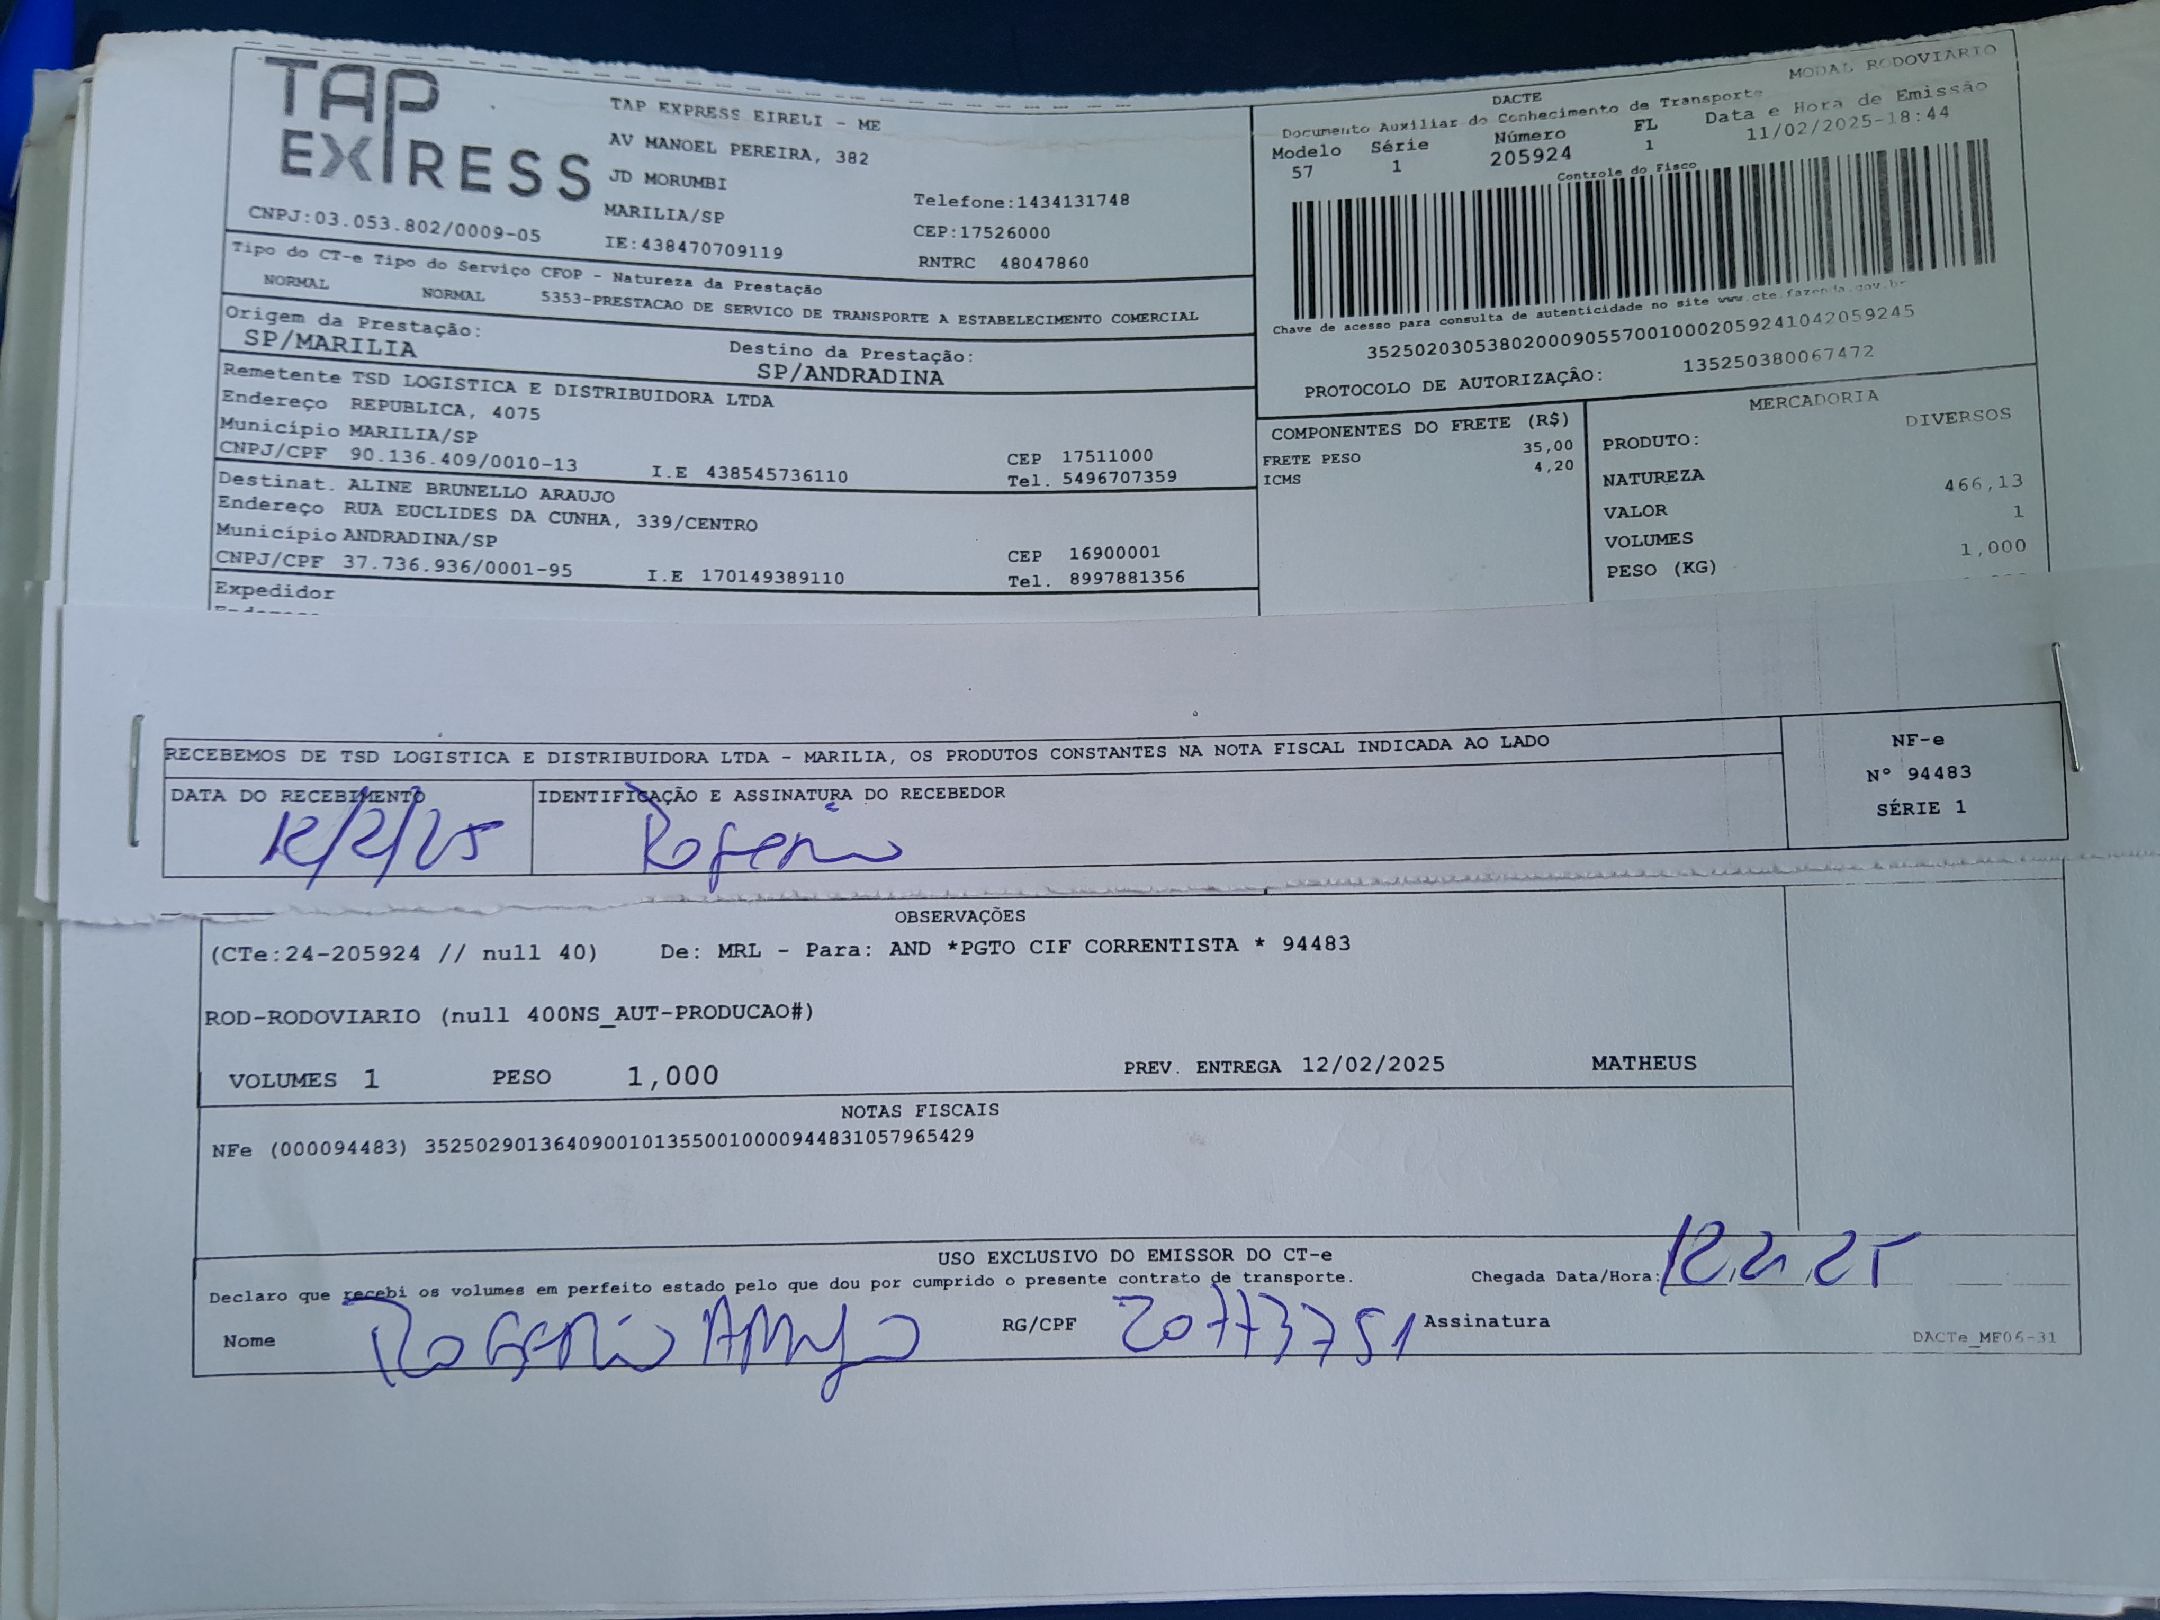 TAP EXPRESS
TAP EXPRESS EIRELI - ME
AV MANOEL PEREIRA, 382
JD MORUMBI
MARILIA/SP
Telefone:1434131748
CEP:17526000
CNPJ:03.053.802/0009-05
IE:438470709119
RNTRC 48047860
MODAL RODOVIARIO
DACTE
Documento Auxiliar do Conhecimento de Transporte
Modelo Série Número FL Data e Hora de Emissão
57 1 205924 1 11/02/2025-18:44
Controle do Fisco
Chave de acesso para consulta de autenticidade no site www.cte.fazenda.gov.br
35250203053802000905570010002059241042059245
PROTOCOLO DE AUTORIZAÇÃO: 135250380067472
Tipo do CT-e Tipo do Serviço CFOP - Natureza da Prestação
NORMAL NORMAL 5353-PRESTACAO DE SERVICO DE TRANSPORTE A ESTABELECIMENTO COMERCIAL
Origem da Prestação: Destino da Prestação:
SP/MARILIA SP/ANDRADINA
Remetente TSD LOGISTICA E DISTRIBUIDORA LTDA
Endereço REPUBLICA, 4075
Município MARILIA/SP CEP 17511000
CNPJ/CPF 90.136.409/0010-13 I.E 438545736110 Tel. 5496707359
Destinat. ALINE BRUNELLO ARAUJO
Endereço RUA EUCLIDES DA CUNHA, 339/CENTRO
Município ANDRADINA/SP CEP 16900001
CNPJ/CPF 37.736.936/0001-95 I.E 170149389110 Tel. 8997881356
Expedidor
COMPONENTES DO FRETE (R$)
FRETE PESO 35,00
ICMS 4,20
MERCADORIA
PRODUTO: DIVERSOS
NATUREZA
VALOR 466,13
VOLUMES 1
PESO (KG) 1,000
RECEBEMOS DE TSD LOGISTICA E DISTRIBUIDORA LTDA - MARILIA, OS PRODUTOS CONSTANTES NA NOTA FISCAL INDICADA AO LADO
DATA DO RECEBIMENTO IDENTIFICAÇÃO E ASSINATURA DO RECEBEDOR
12/2/25 Rogério
NF-e
Nº 94483
SÉRIE 1
OBSERVAÇÕES
(CTe:24-205924 // null 40) De: MRL - Para: AND *PGTO CIF CORRENTISTA * 94483
ROD-RODOVIARIO (null 400NS_AUT-PRODUCAO#)
VOLUMES 1 PESO 1,000 PREV. ENTREGA 12/02/2025 MATHEUS
NOTAS FISCAIS
NFe (000094483) 35250290136409001013550010000944831057965429
USO EXCLUSIVO DO EMISSOR DO CT-e
Declaro que recebi os volumes em perfeito estado pelo que dou por cumprido o presente contrato de transporte. Chegada Data/Hora:
Nome Rogério Araujo RG/CPF 20773751 Assinatura
DACTe_MF06-31